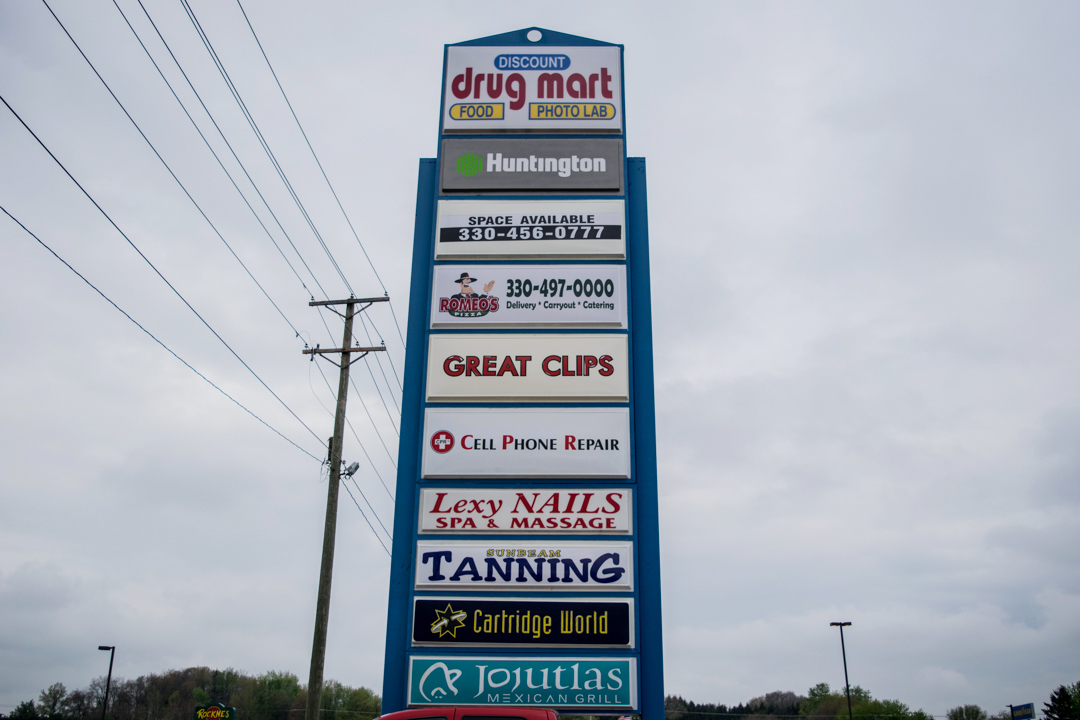 DISCOUNT
drug mart
FOOD PHOTO LAB
Huntington
SPACE AVAILABLE
330-456-0777
ROMEO'S
PIZZA
330-497-0000
Delivery * Carryout * Catering
GREAT CLIPS
CPR
CELL PHONE REPAIR
Lexy NAILS
SPA & MASSAGE
SUNBEAM
TANNING
Cartridge World
Jojutlas
MEXICAN GRILL
ROCKNE'S